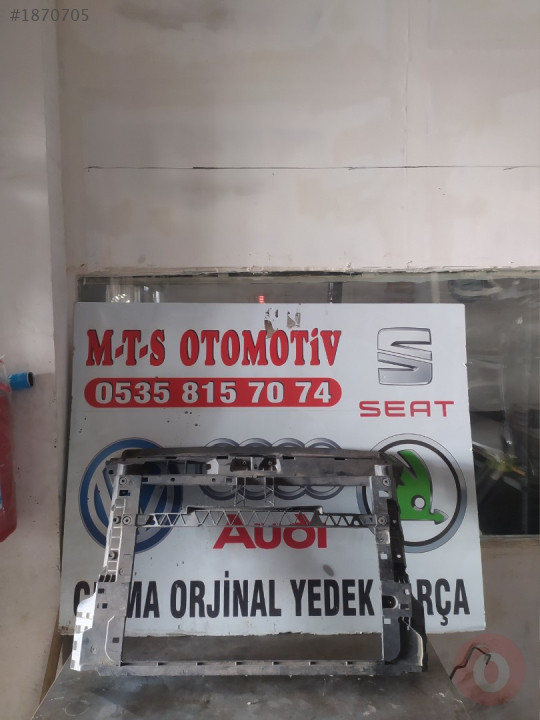 #1870705
M-T-S OTOMOTİV
0535 815 70 74
SEAT
Audi
ORJİNAL YEDEK